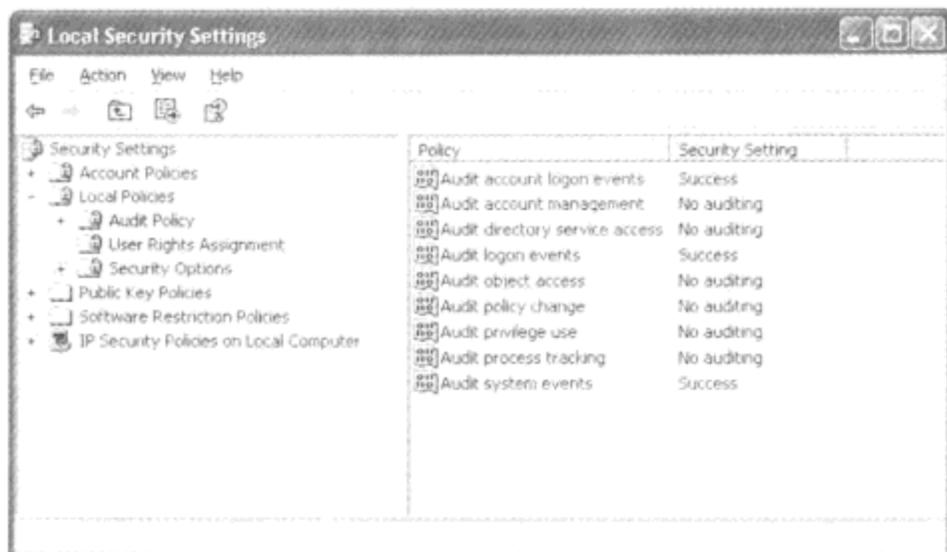 Local Security Settings
File Action View Help
Security Settings
Account Policies
Local Policies
Audit Policy
User Rights Assignment
Security Options
Public Key Policies
Software Restriction Policies
IP Security Policies on Local Computer
Policy Security Setting
Audit account logon events Success
Audit account management No auditing
Audit directory service access No auditing
Audit logon events Success
Audit object access No auditing
Audit policy change No auditing
Audit privilege use No auditing
Audit process tracking No auditing
Audit system events Success